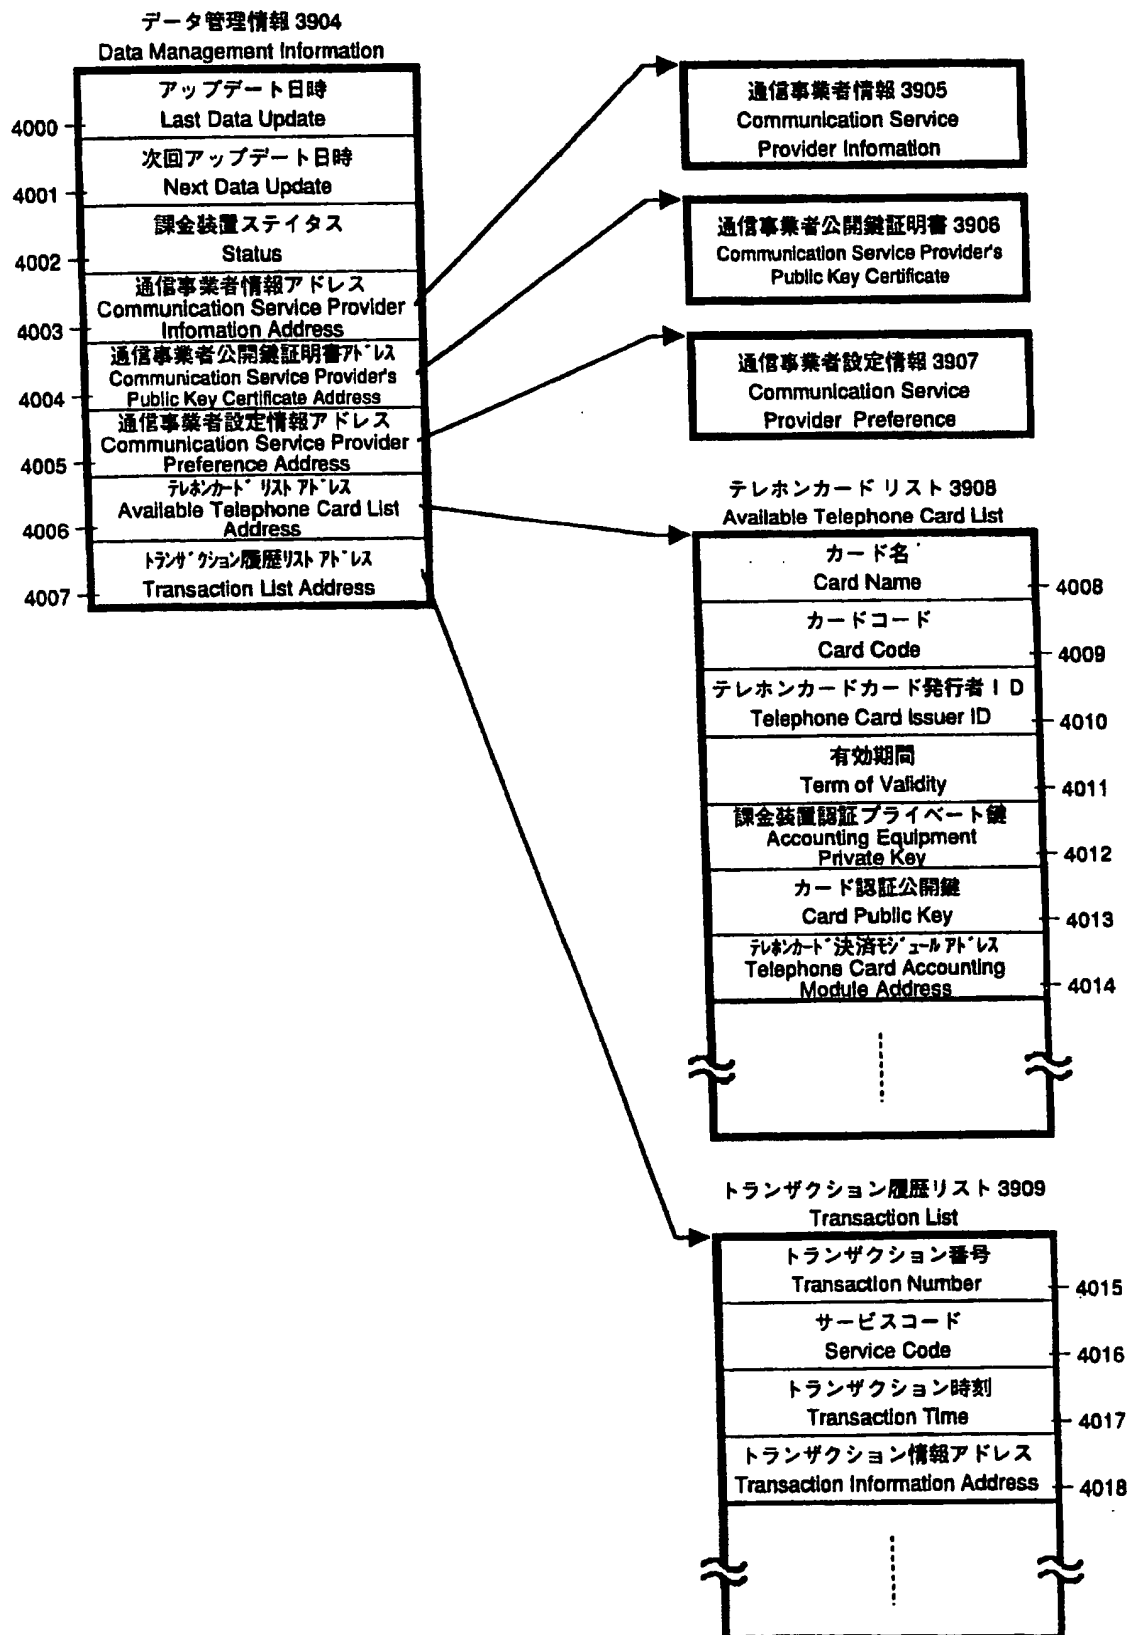 データ管理情報 3904
Data Management Information
アップデート日時
Last Data Update
4000
次回アップデート日時
Next Data Update
4001
課金装置ステイタス
Status
4002
通信事業者情報アドレス
Communication Service Provider
Infomation Address
4003
通信事業者公開鍵証明書アドレス
Communication Service Provider's
Public Key Certificate Address
4004
通信事業者設定情報アドレス
Communication Service Provider
Preference Address
4005
テレホンカード リスト アドレス
Available Telephone Card List
Address
4006
トランザクション履歴リスト アドレス
Transaction List Address
4007
通信事業者情報 3905
Communication Service
Provider Infomation
通信事業者公開鍵証明書 3906
Communication Service Provider's
Public Key Certificate
通信事業者設定情報 3907
Communication Service
Provider Preference
テレホンカード リスト 3908
Available Telephone Card List
カード名
Card Name
4008
カードコード
Card Code
4009
テレホンカードカード発行者ID
Telephone Card Issuer ID
4010
有効期間
Term of Validity
4011
課金装置認証プライベート鍵
Accounting Equipment
Private Key
4012
カード認証公開鍵
Card Public Key
4013
テレホンカード決済モジュールアドレス
Telephone Card Accounting
Module Address
4014
トランザクション履歴リスト 3909
Transaction List
トランザクション番号
Transaction Number
4015
サービスコード
Service Code
4016
トランザクション時刻
Transaction Time
4017
トランザクション情報アドレス
Transaction Information Address
4018